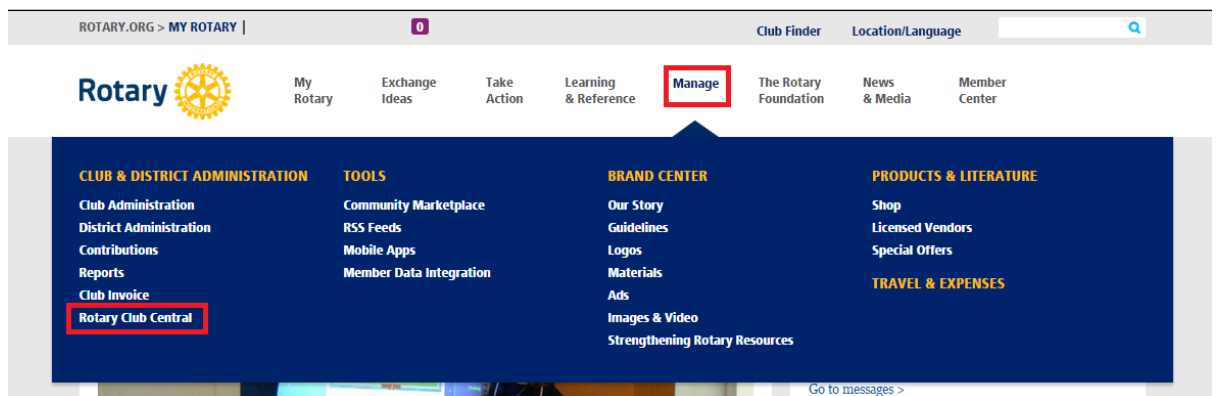 ROTARY.ORG > MY ROTARY |
0
Club Finder
Location/Language
Rotary
My
Rotary
Exchange
Ideas
Take
Action
Learning
& Reference
Manage
The Rotary
Foundation
News
& Media
Member
Center
CLUB & DISTRICT ADMINISTRATION
Club Administration
District Administration
Contributions
Reports
Club Invoice
Rotary Club Central
TOOLS
Community Marketplace
RSS Feeds
Mobile Apps
Member Data Integration
BRAND CENTER
Our Story
Guidelines
Logos
Materials
Ads
Images & Video
Strengthening Rotary Resources
PRODUCTS & LITERATURE
Shop
Licensed Vendors
Special Offers
TRAVEL & EXPENSES
Go to messages >